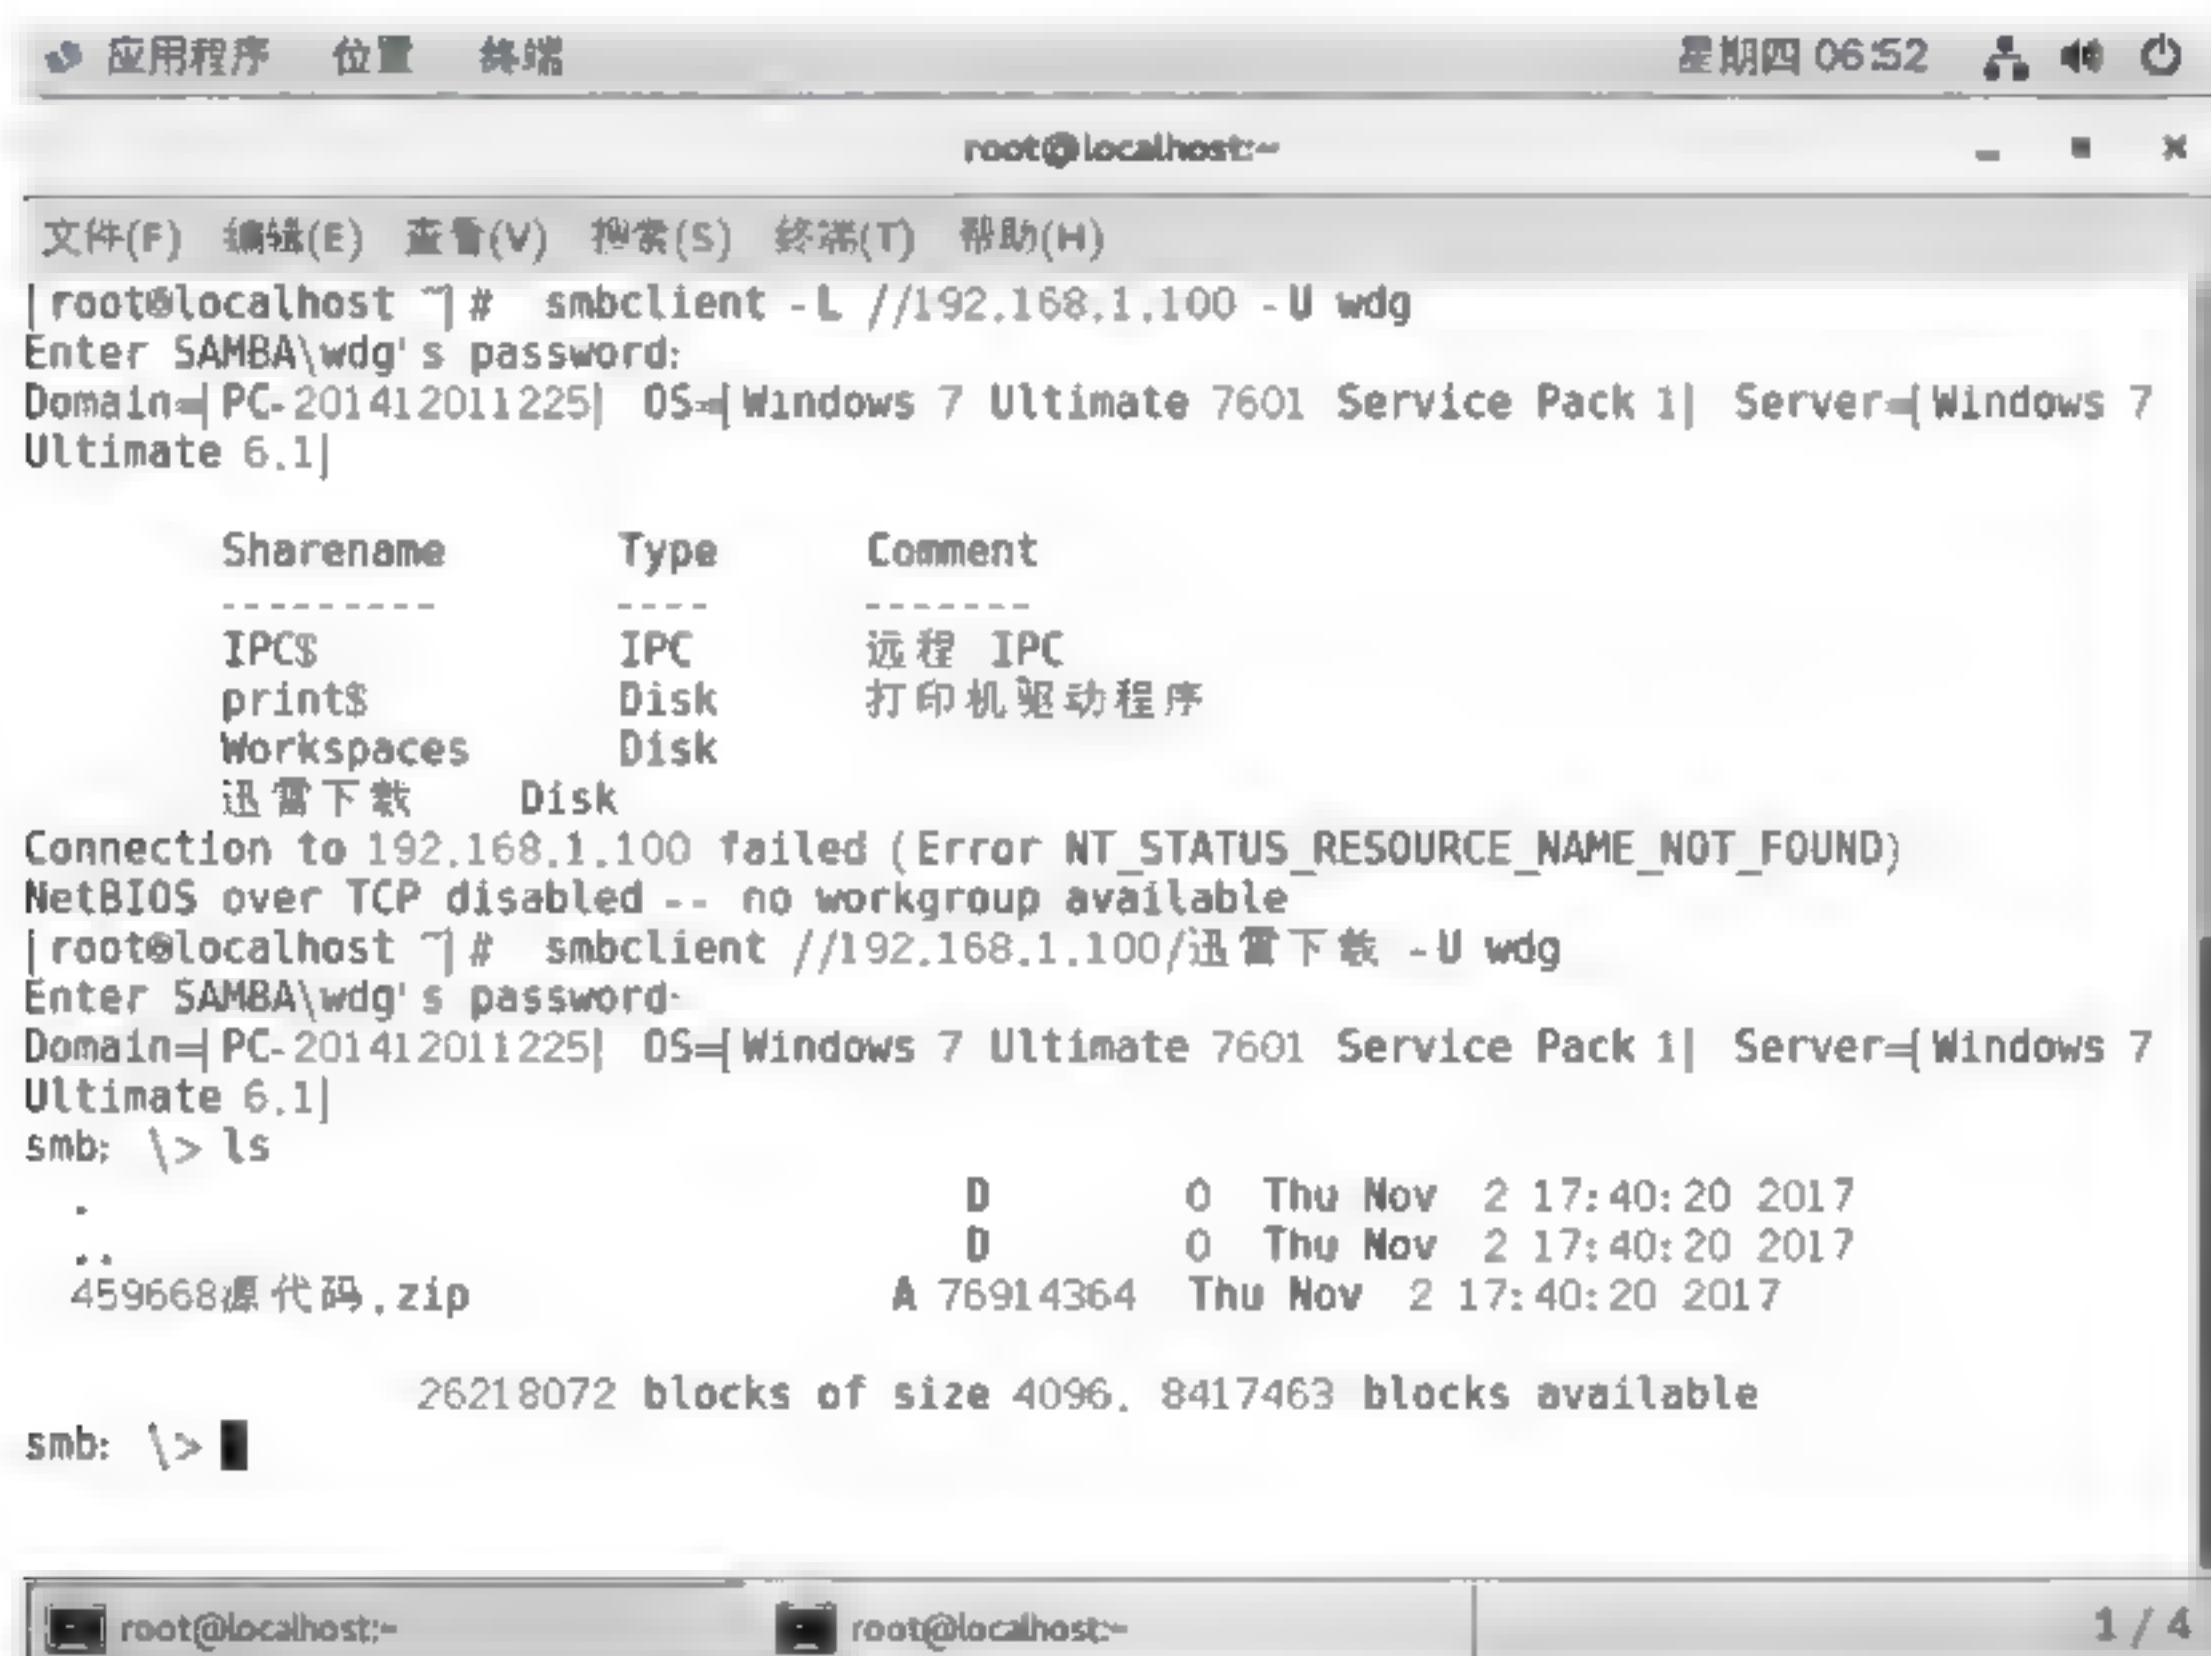 应用程序 位置 终端 星期四 06:52
root@localhost:~
文件(F) 编辑(E) 查看(V) 搜索(S) 终端(T) 帮助(H)
[root@localhost ~]# smbclient -L //192.168.1.100 -U wdg
Enter SAMBA\wdg's password:
Domain=[PC-201412011225] OS=[Windows 7 Ultimate 7601 Service Pack 1] Server=[Windows 7
Ultimate 6.1]
Sharename Type Comment
--------- ---- -------
IPC$ IPC 远程 IPC
print$ Disk 打印机驱动程序
Workspaces Disk
迅雷下载 Disk
Connection to 192.168.1.100 failed (Error NT_STATUS_RESOURCE_NAME_NOT_FOUND)
NetBIOS over TCP disabled -- no workgroup available
[root@localhost ~]# smbclient //192.168.1.100/迅雷下载 -U wdg
Enter SAMBA\wdg's password:
Domain=[PC-201412011225] OS=[Windows 7 Ultimate 7601 Service Pack 1] Server=[Windows 7
Ultimate 6.1]
smb: \> ls
. D 0 Thu Nov 2 17:40:20 2017
.. D 0 Thu Nov 2 17:40:20 2017
459668源代码.zip A 76914364 Thu Nov 2 17:40:20 2017
26218072 blocks of size 4096. 8417463 blocks available
smb: \>
root@localhost:~ root@localhost:~ 1 / 4